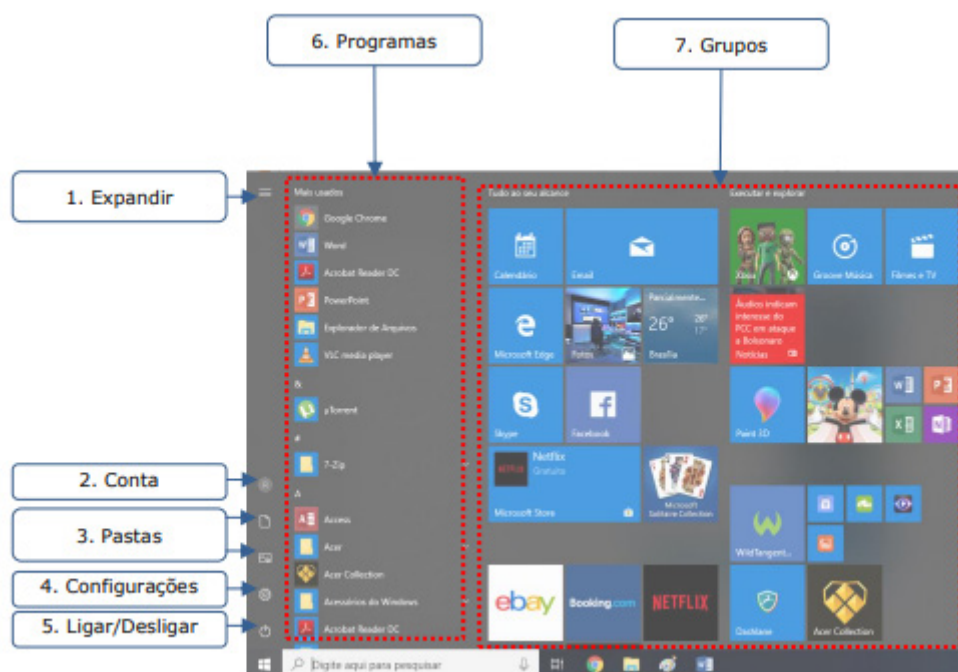 6. Programas
7. Grupos
1. Expandir
2. Conta
3. Pastas
4. Configurações
5. Ligar/Desligar
Mais usados
Google Chrome
Word
Acrobat Reader DC
PowerPoint
Explorador de Arquivos
VLC media player
&
µTorrent
#
7-Zip
A
Access
Acer
Acer Collection
Acessórios do Windows
Acrobat Reader DC
Tudo ao seu alcance
Calendário
Email
Microsoft Edge
Fotos
Parcialmente...
26° 28°
17°
Brasília
Skype
Facebook
NETFLIX
Netflix
Gratuito
Microsoft Store
Microsoft
Solitaire Collection
ebay
Booking.com
NETFLIX
Executar e explorar
Xbox
Groove Música
Filmes e TV
Áudios indicam
interesse do
PCC em ataque
a Bolsonaro
Notícias
Paint 3D
WildTangent...
Dashlane
Acer Collection
Digite aqui para pesquisar